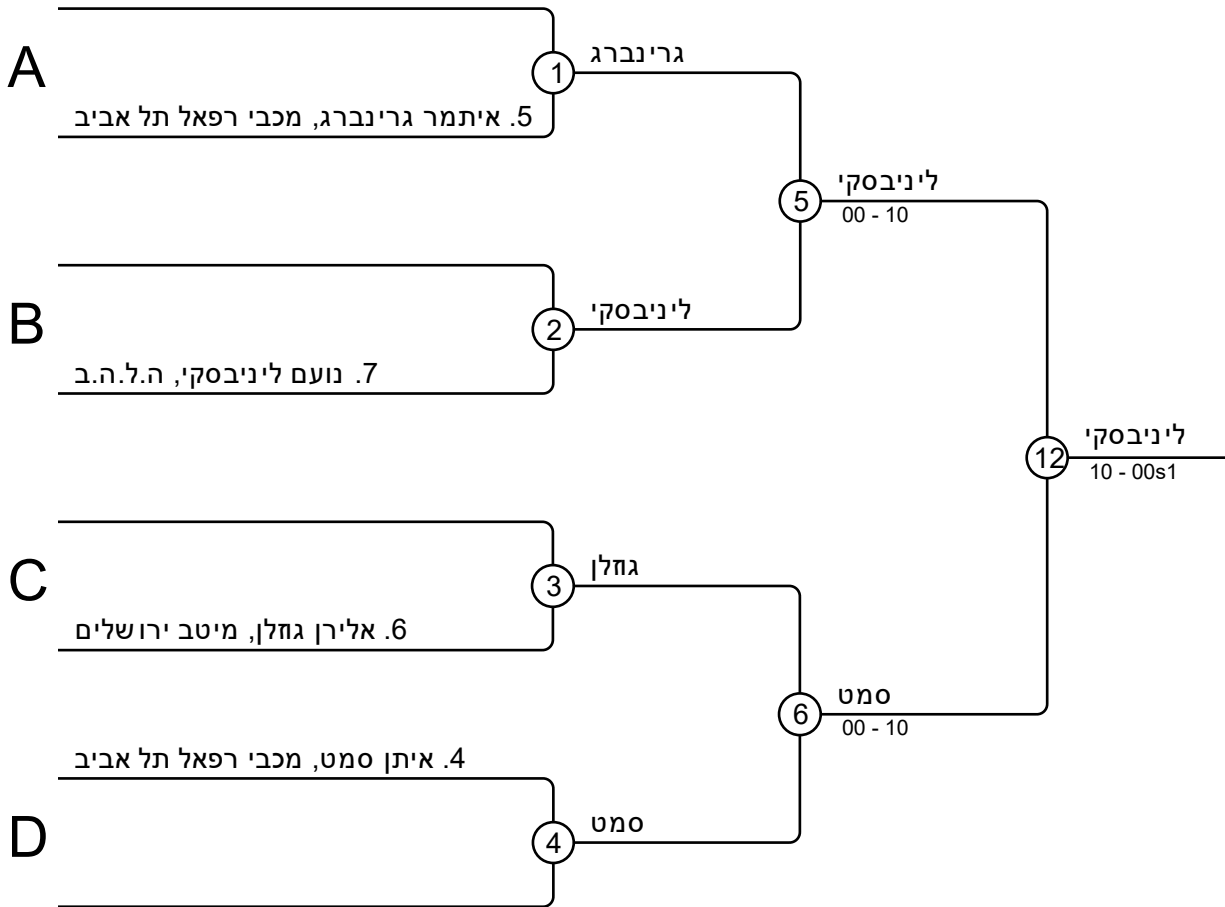 A
1
גרינברג
5. איתמר גרינברג, מכבי רפאל תל אביב
5
ליניבסקי
00 - 10
B
2
ליניבסקי
7. נועם ליניבסקי, ה.ל.ה.ב
12
ליניבסקי
10 - 00s1
C
3
גוזלן
6. אלירן גוזלן, מיטב ירושלים
6
סמט
00 - 10
4. איתן סמט, מכבי רפאל תל אביב
D
4
סמט